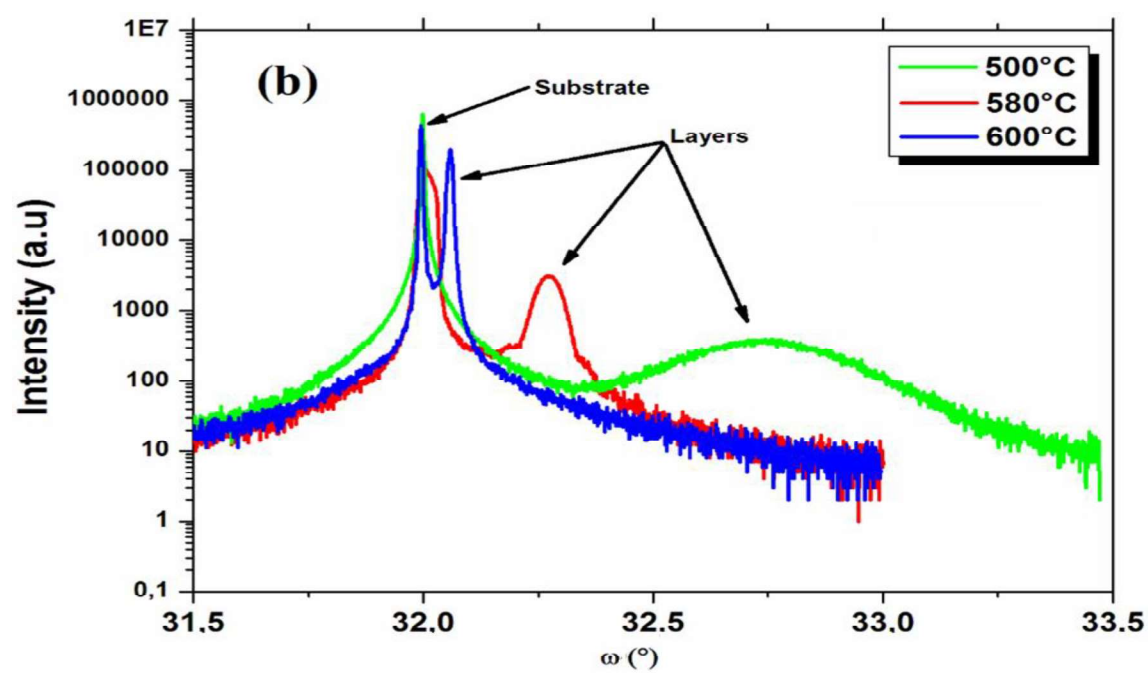 1E7
1000000
100000
10000
1000
100
10
1
0,1
Intensity (a.u)
(b)
Substrate
Layers
500°C
580°C
600°C
31.5
32.0
32.5
33.0
33.5
ω (°)